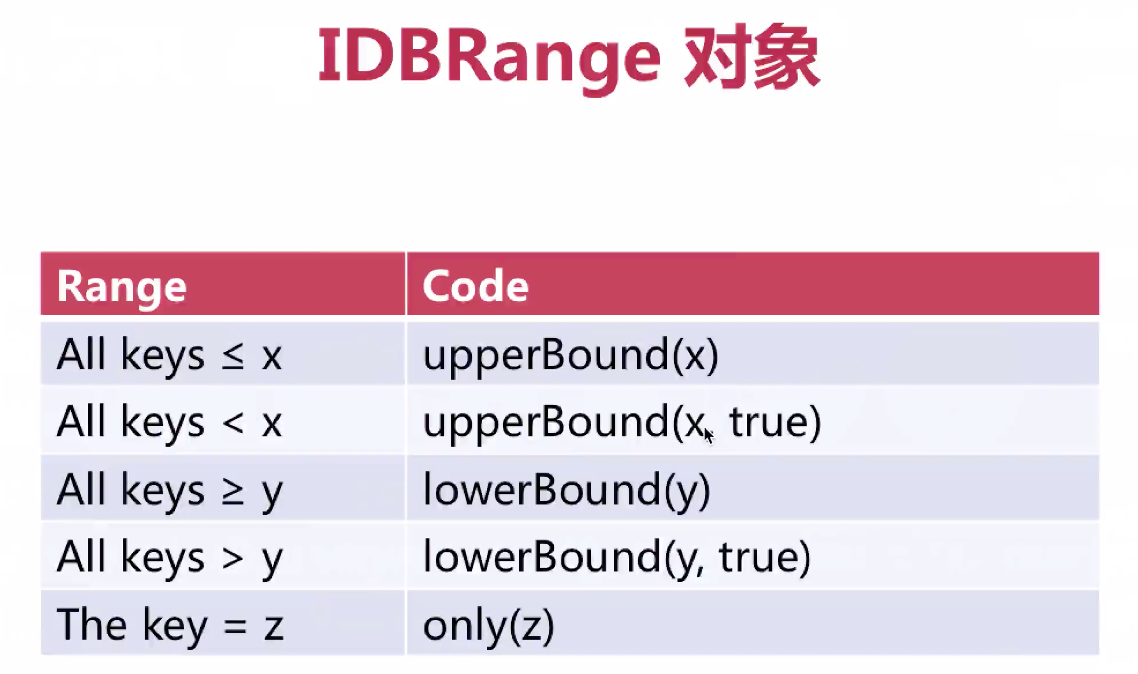 IDBRange 对象
Range Code
All keys ≤ x upperBound(x)
All keys < x upperBound(x, true)
All keys ≥ y lowerBound(y)
All keys > y lowerBound(y, true)
The key = z only(z)